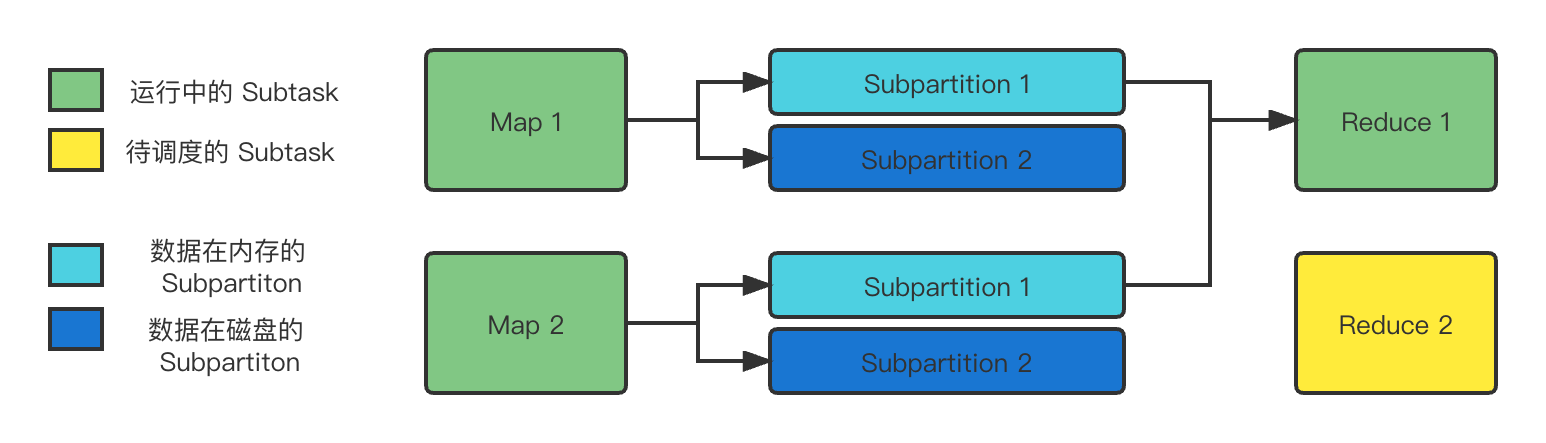 运行中的 Subtask
待调度的 Subtask
数据在内存的
Subpartiton
数据在磁盘的
Subpartiton
Map 1
Subpartition 1
Subpartition 2
Reduce 1
Map 2
Subpartition 1
Subpartition 2
Reduce 2